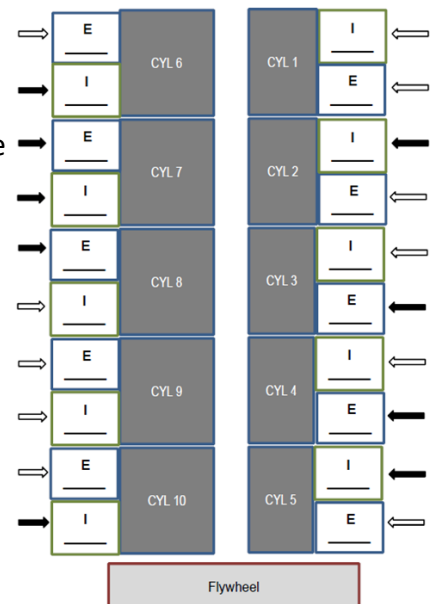 E CYL 6 CYL 1 I
I E
e
E CYL 7 CYL 2 I
I E
E CYL 8 CYL 3 I
I E
E CYL 9 CYL 4 I
I E
E CYL 10 CYL 5 I
I E
Flywheel